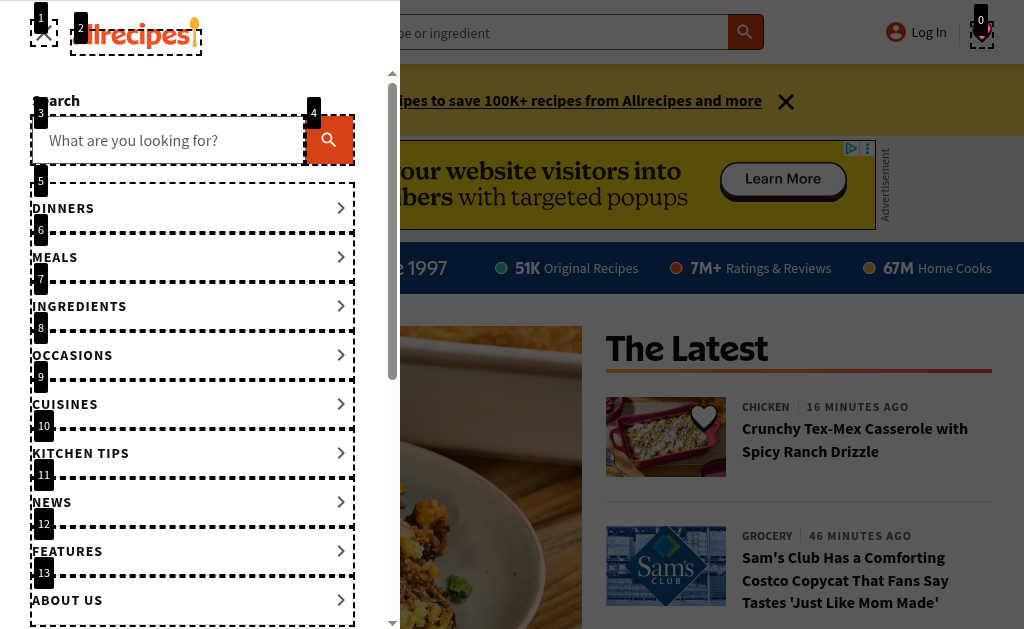 0
1
2
Allrecipes
pe or ingredient
Log In
ipes to save 100K+ recipes from Allrecipes and more
Search
3
4
What are you looking for?
your website visitors into
bers with targeted popups
Learn More
Advertisement
5
DINNERS
6
MEALS
7
INGREDIENTS
8
OCCASIONS
9
CUISINES
10
KITCHEN TIPS
11
NEWS
12
FEATURES
13
ABOUT US
1997
51K Original Recipes
7M+ Ratings & Reviews
67M Home Cooks
The Latest
CHICKEN
16 MINUTES AGO
Crunchy Tex-Mex Casserole with
Spicy Ranch Drizzle
Sam's
CLUB
GROCERY
46 MINUTES AGO
Sam's Club Has a Comforting
Costco Copycat That Fans Say
Tastes 'Just Like Mom Made'